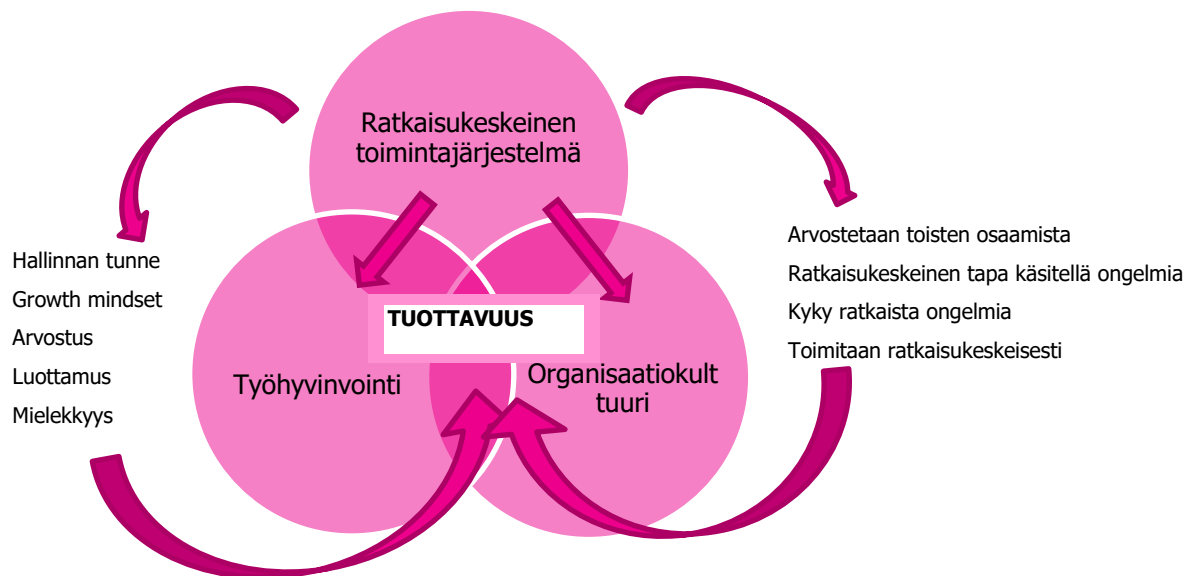 Ratkaisukeskeinen
toimintajärjestelmä
Hallinnan tunne
Growth mindset
Arvostus
Luottamus
Mielekkyys
TUOTTAVUUS
Työhyvinvointi
Organisaatiokult
tuuri
Arvostetaan toisten osaamista
Ratkaisukeskeinen tapa käsitellä ongelmia
Kyky ratkaista ongelmia
Toimitaan ratkaisukeskeisesti